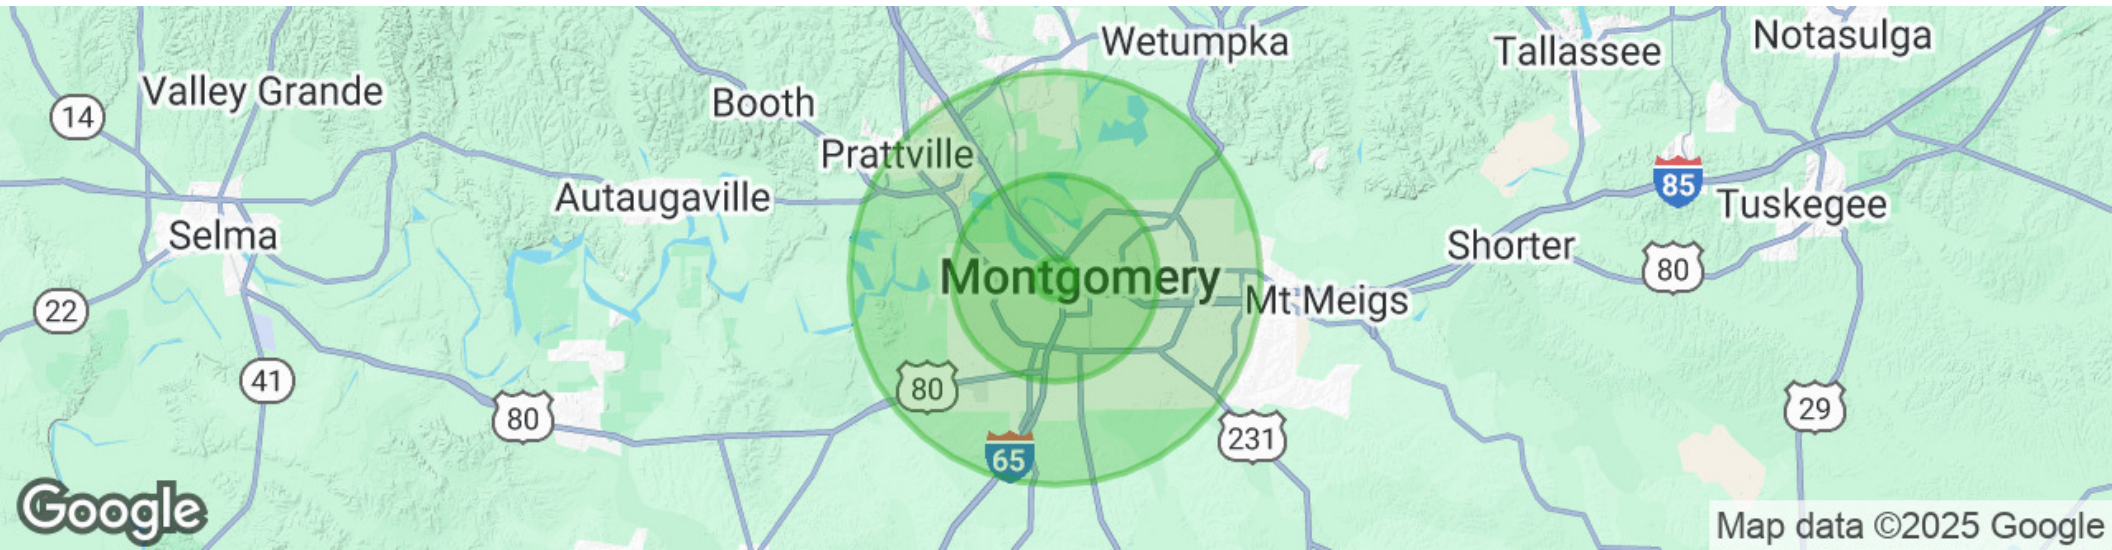 Wetumpka
Tallassee
Notasulga
Valley Grande
14
Booth
Prattville
85
Autaugaville
Tuskegee
Selma
Shorter
80
Montgomery
Mt Meigs
22
41
80
80
29
231
65
Google
Map data ©2025 Google